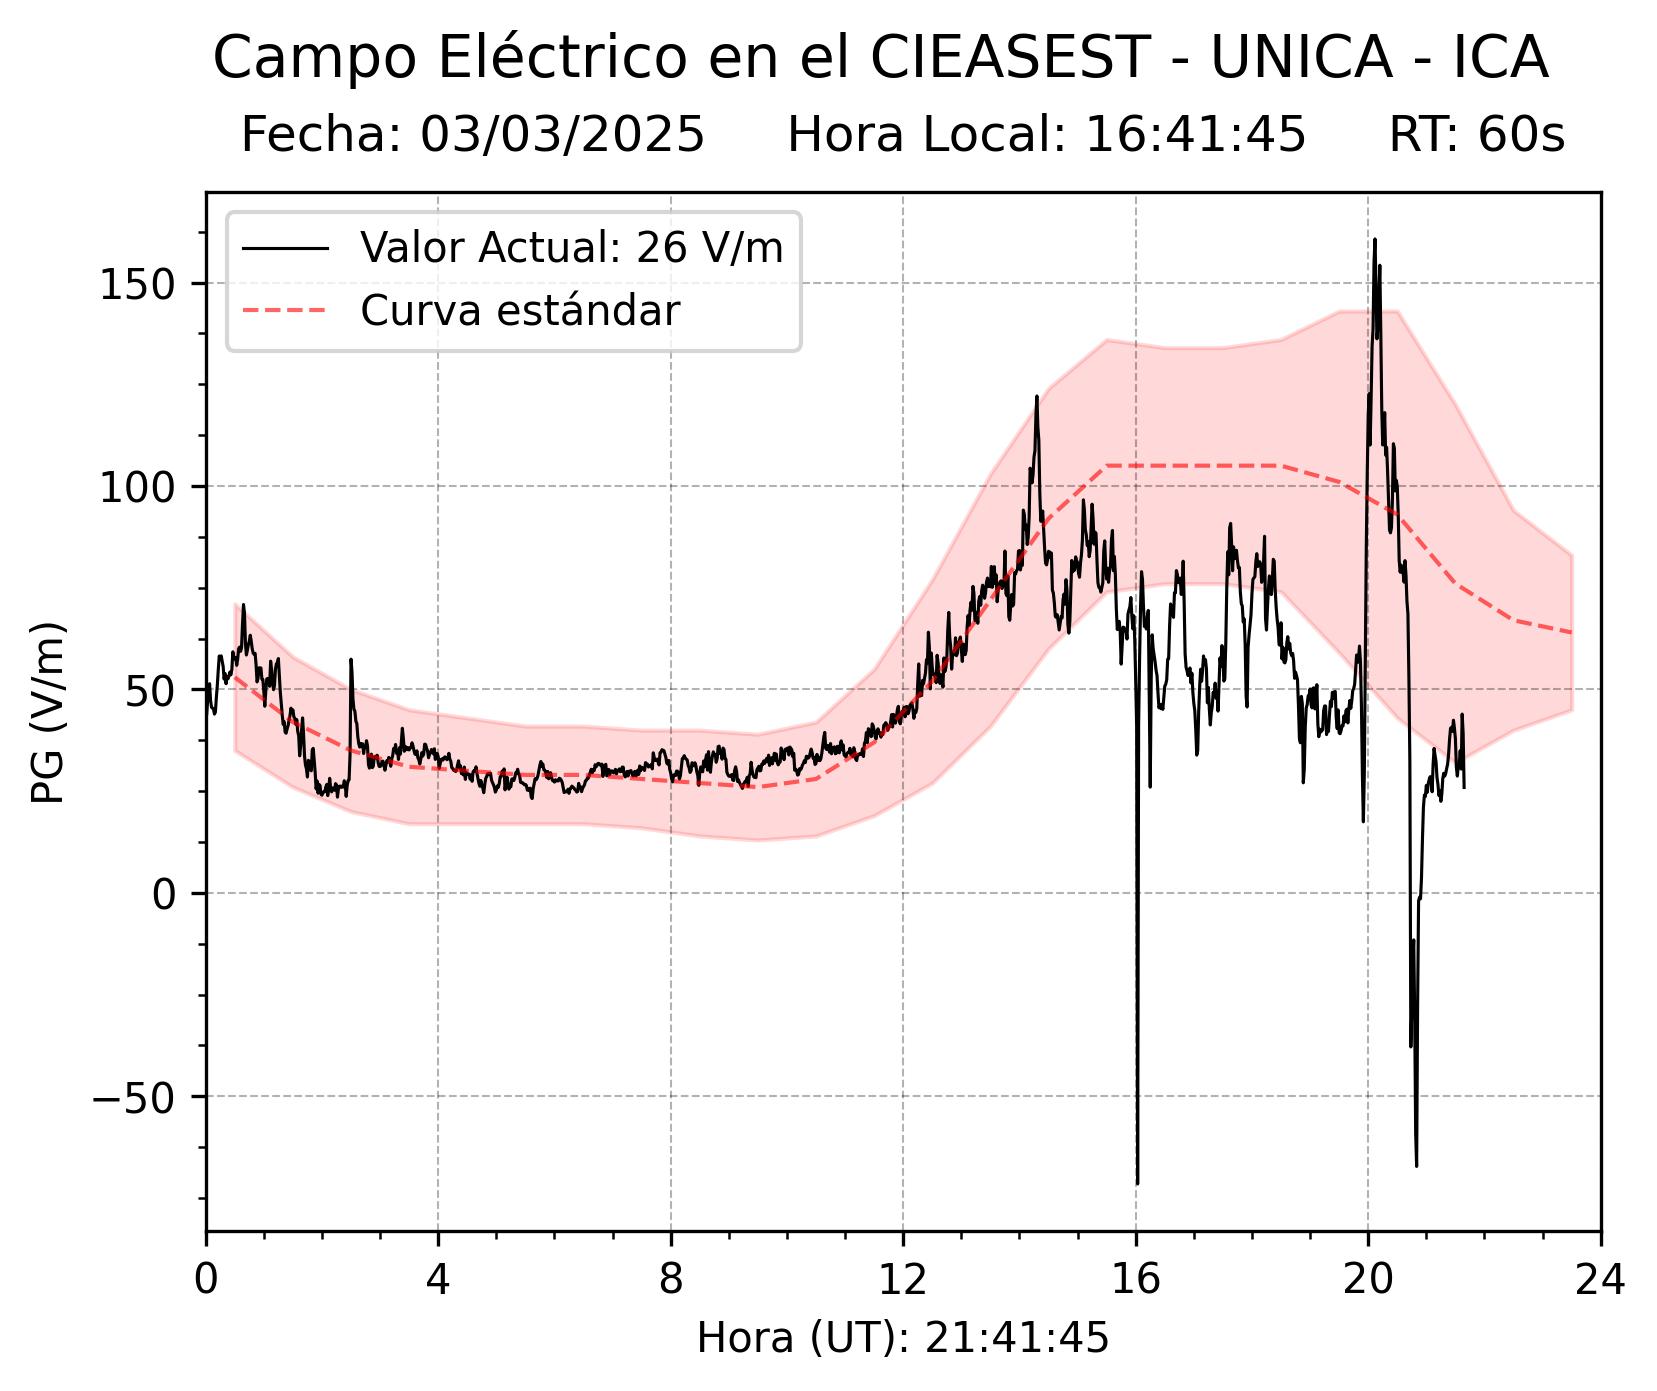 Campo Eléctrico en el CIEASEST - UNICA - ICA
Fecha: 03/03/2025 Hora Local: 16:41:45 RT: 60s
Valor Actual: 26 V/m
Curva estándar
150
100
50
0
−50
PG (V/m)
0 4 8 12 16 20 24
Hora (UT): 21:41:45